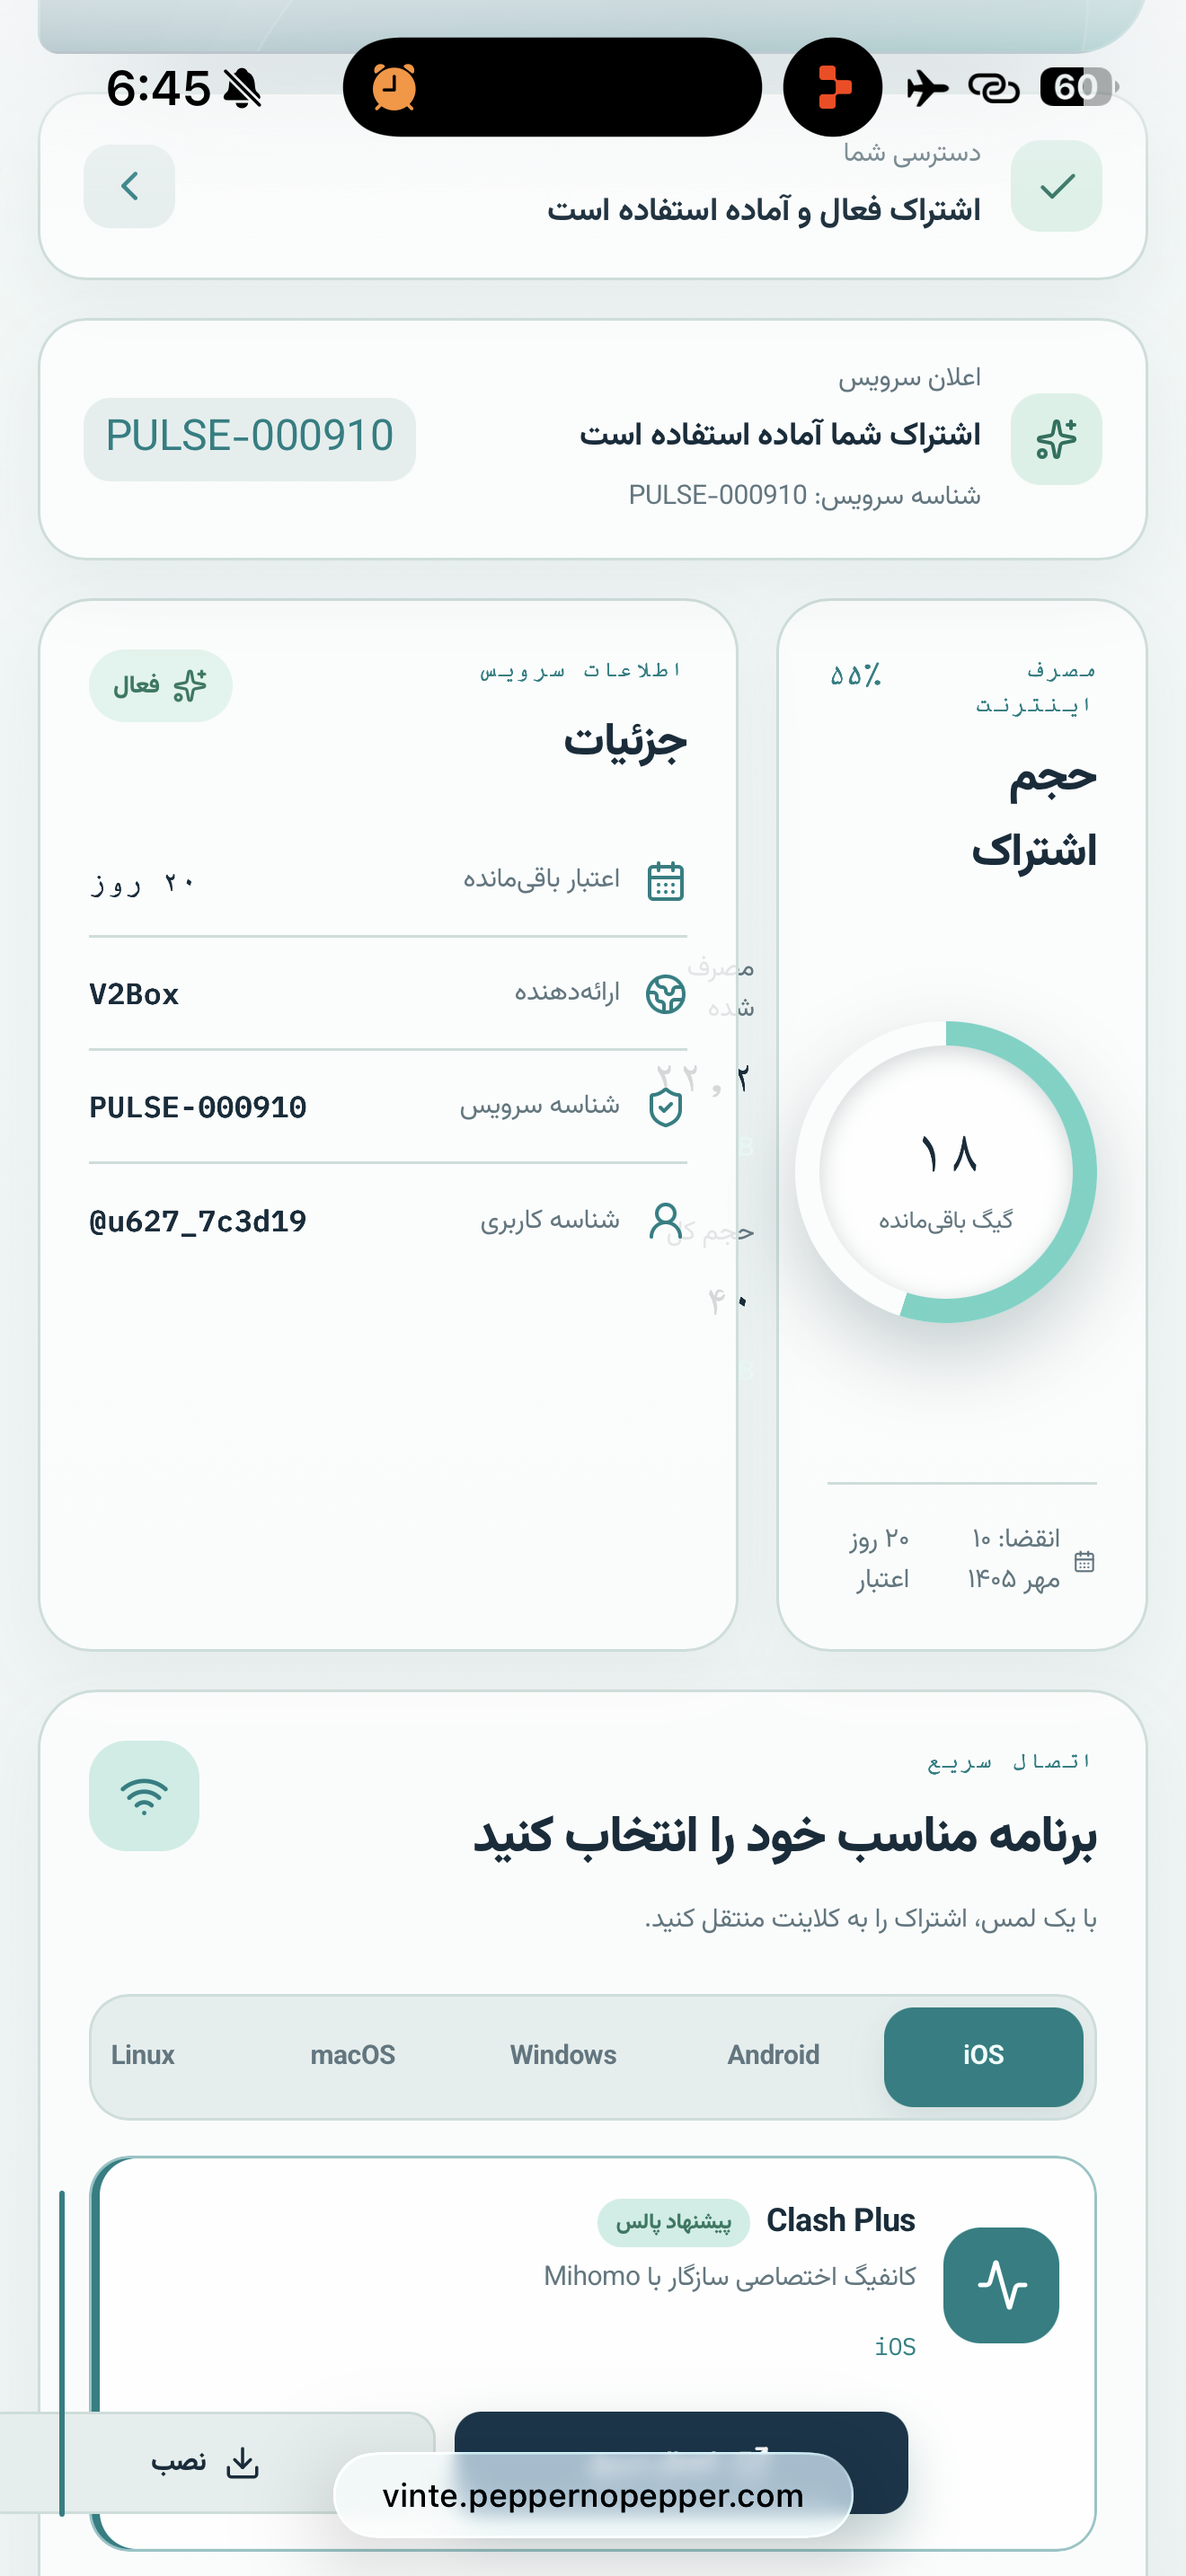 6:45
60
دسترسی شما
اشتراک فعال و آماده استفاده است
اعلان سرویس
اشتراک شما آماده استفاده است
شناسه سرویس: PULSE-000910
PULSE-000910
مصرف
اینترنت
۵۵٪
حجم
اشتراک
۱۸
گیگ باقی‌مانده
انقضا: ۱۰
مهر ۱۴۰۵
۲۰ روز
اعتبار
مصرف
شده
۲۲٫۲
حجم کل
۴۰
اطلاعات سرویس
جزئیات
فعال
اعتبار باقی‌مانده
۲۰ روز
ارائه‌دهنده
V2Box
شناسه سرویس
PULSE-000910
شناسه کاربری
@u627_7c3d19
اتصال سریع
برنامه مناسب خود را انتخاب کنید
با یک لمس، اشتراک را به کلاینت منتقل کنید.
iOS
Android
Windows
macOS
Linux
Clash Plus
پیشنهاد پالس
کانفیگ اختصاصی سازگار با Mihomo
iOS
نصب
vinte.peppernopepper.com